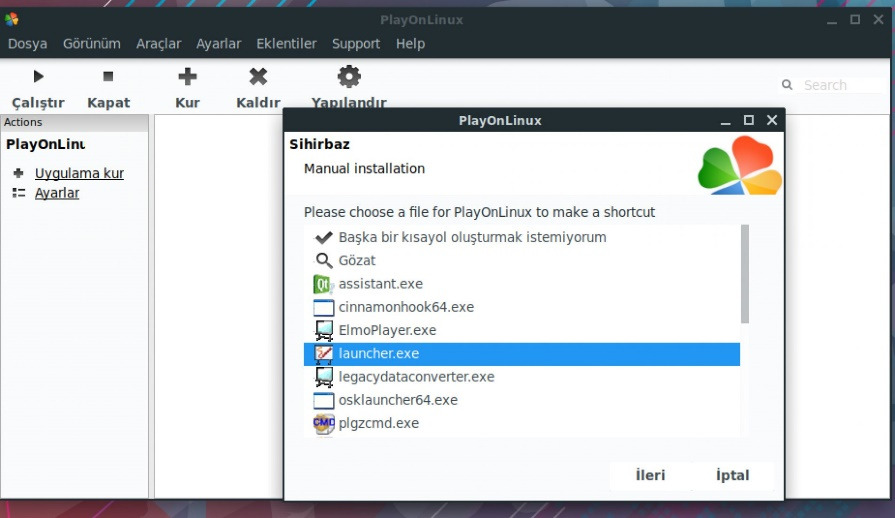 PlayOnLinux
Dosya Görünüm Araçlar Ayarlar Eklentiler Support Help
Çalıştır Kapat Kur Kaldır Yapılandır
Search
Actions
PlayOnLinu
Uygulama kur
Ayarlar
PlayOnLinux
Sihirbaz
Manual installation
Please choose a file for PlayOnLinux to make a shortcut
Başka bir kısayol oluşturmak istemiyorum
Gözat
Qt assistant.exe
cinnamonhook64.exe
ElmoPlayer.exe
launcher.exe
legacydataconverter.exe
osklauncher64.exe
CMD plgzcmd.exe
İleri İptal